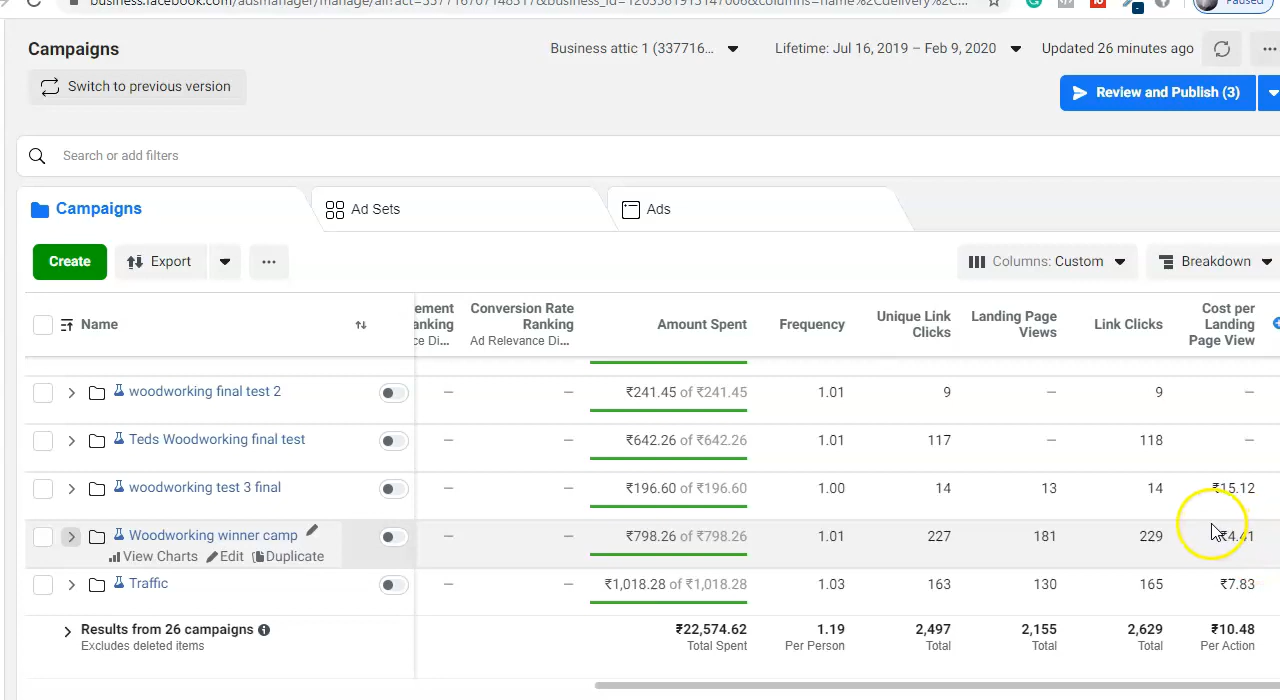 Paused
Campaigns
Business attic 1 (337716...
Lifetime: Jul 16, 2019 – Feb 9, 2020
Updated 26 minutes ago
Switch to previous version
Review and Publish (3)
Search or add filters
Campaigns
Ad Sets
Ads
Create
Export
Columns: Custom
Breakdown
Name
ement
anking
ce Di...
Conversion Rate
Ranking
Ad Relevance Di...
Amount Spent
Frequency
Unique Link
Clicks
Landing Page
Views
Link Clicks
Cost per
Landing
Page View
woodworking final test 2 — — ₹241.45 of ₹241.45 1.01 9 — 9 —
Teds Woodworking final test — — ₹642.26 of ₹642.26 1.01 117 — 118 —
woodworking test 3 final — — ₹196.60 of ₹196.60 1.00 14 13 14 ₹15.12
Woodworking winner camp — — ₹798.26 of ₹798.26 1.01 227 181 229 ₹4.41
View Charts Edit Duplicate
Traffic — — ₹1,018.28 of ₹1,018.28 1.03 163 130 165 ₹7.83
Results from 26 campaigns ₹22,574.62 1.19 2,497 2,155 2,629 ₹10.48
Excludes deleted items Total Spent Per Person Total Total Total Per Action